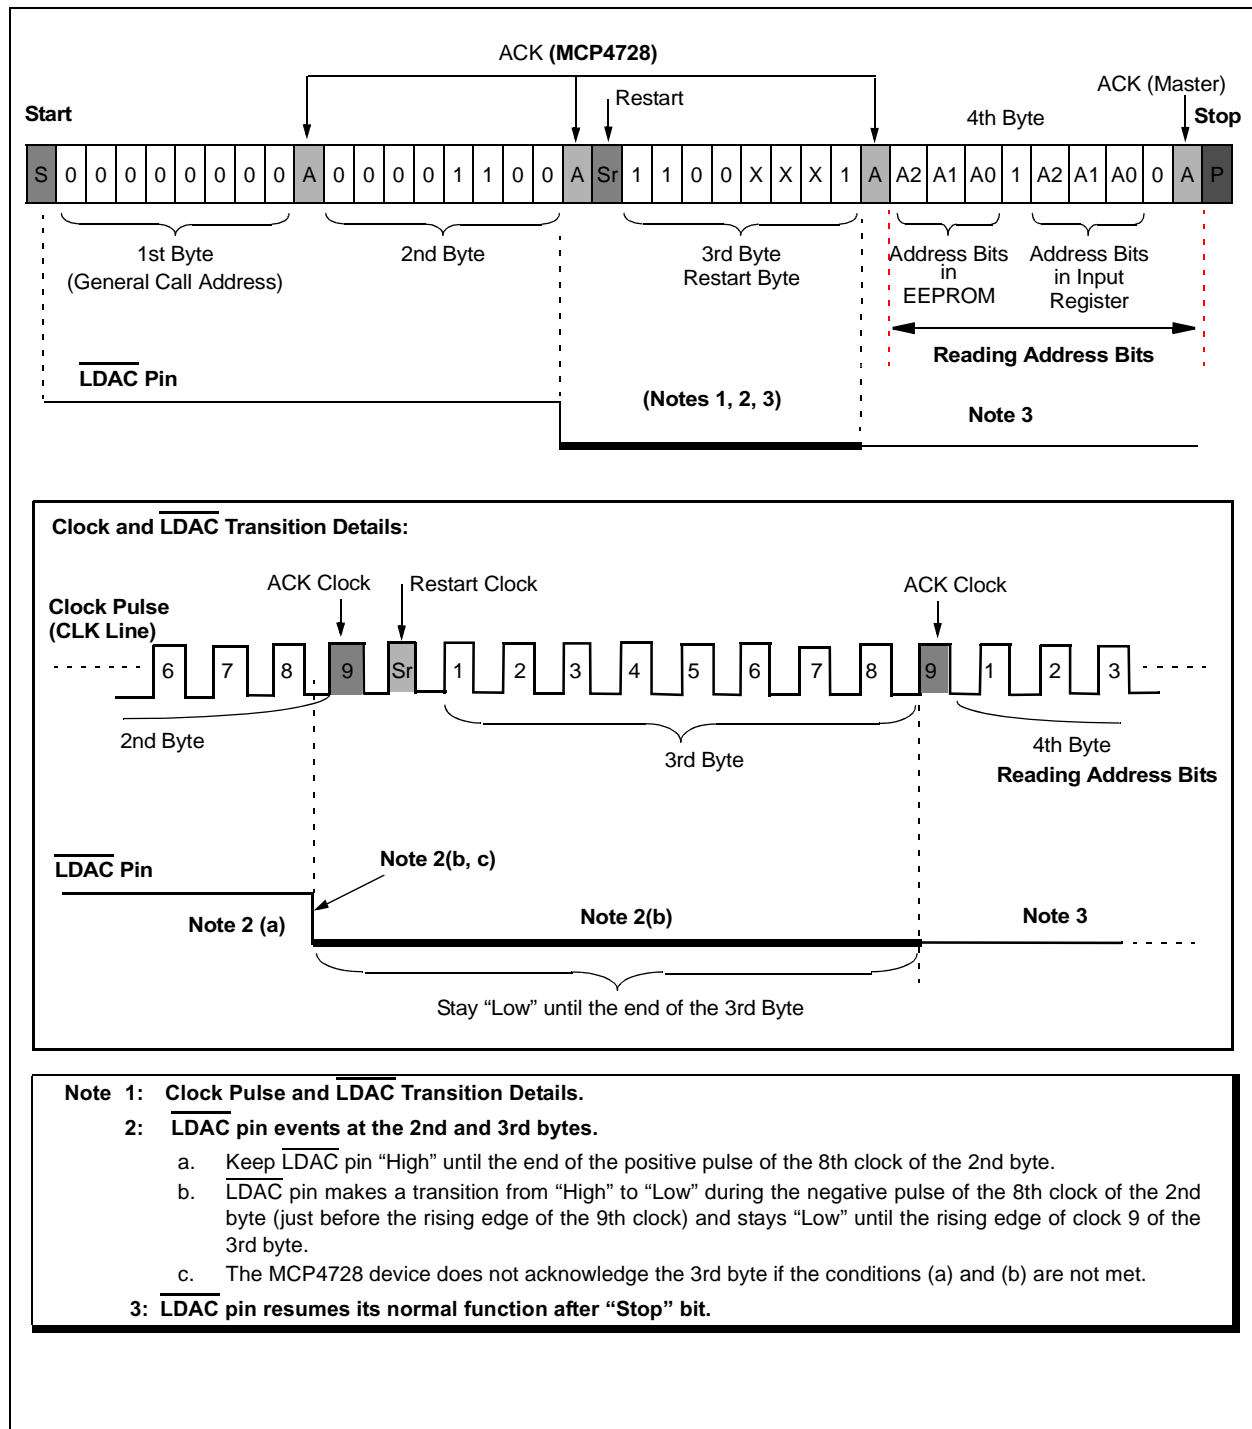 ACK (MCP4728)
Restart
ACK (Master)
Start
4th Byte
Stop
S 0 0 0 0 0 0 0 0 A 0 0 0 0 1 1 0 0 A Sr 1 1 0 0 X X X 1 A A2 A1 A0 1 A2 A1 A0 0 A P
1st Byte
(General Call Address)
2nd Byte
3rd Byte
Restart Byte
Address Bits
in
EEPROM
Address Bits
in Input
Register
Reading Address Bits
LDAC Pin
(Notes 1, 2, 3)
Note 3
Clock and LDAC Transition Details:
ACK Clock
Restart Clock
ACK Clock
Clock Pulse
(CLK Line)
6 7 8 9 Sr 1 2 3 4 5 6 7 8 9 1 2 3
2nd Byte
3rd Byte
4th Byte
Reading Address Bits
LDAC Pin
Note 2(b, c)
Note 2 (a)
Note 2(b)
Note 3
Stay “Low” until the end of the 3rd Byte
Note 1: Clock Pulse and LDAC Transition Details.
2: LDAC pin events at the 2nd and 3rd bytes.
a. Keep LDAC pin “High” until the end of the positive pulse of the 8th clock of the 2nd byte.
b. LDAC pin makes a transition from “High” to “Low” during the negative pulse of the 8th clock of the 2nd
byte (just before the rising edge of the 9th clock) and stays “Low” until the rising edge of clock 9 of the
3rd byte.
c. The MCP4728 device does not acknowledge the 3rd byte if the conditions (a) and (b) are not met.
3: LDAC pin resumes its normal function after “Stop” bit.